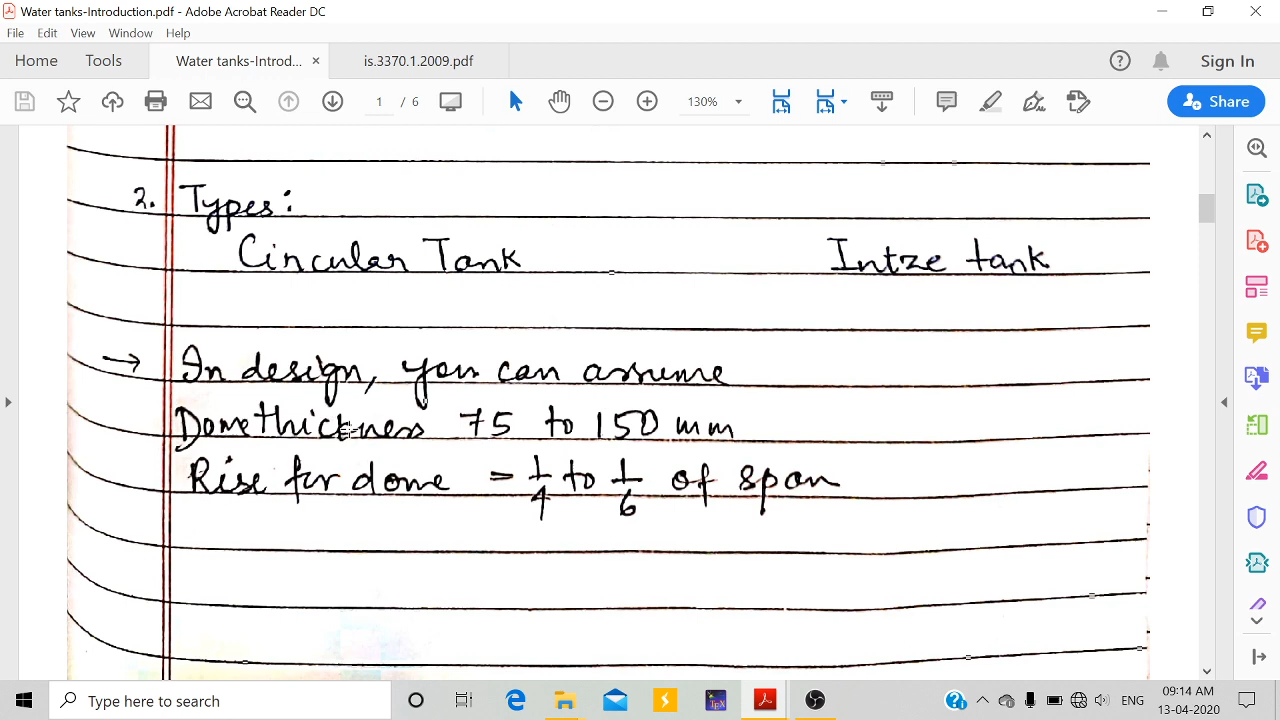 Water tanks-Introduction.pdf - Adobe Acrobat Reader DC
File Edit View Window Help
Home Tools Water tanks-Introd... × is.3370.1.2009.pdf Sign In
1 / 6 130% Share
2. Types:
Circular Tank Intze tank
→ In design, you can assume
Dome thickness 75 to 150 mm
Rise for dome = 1/4 to 1/6 of span
Type here to search
ENG 09:14 AM
13-04-2020